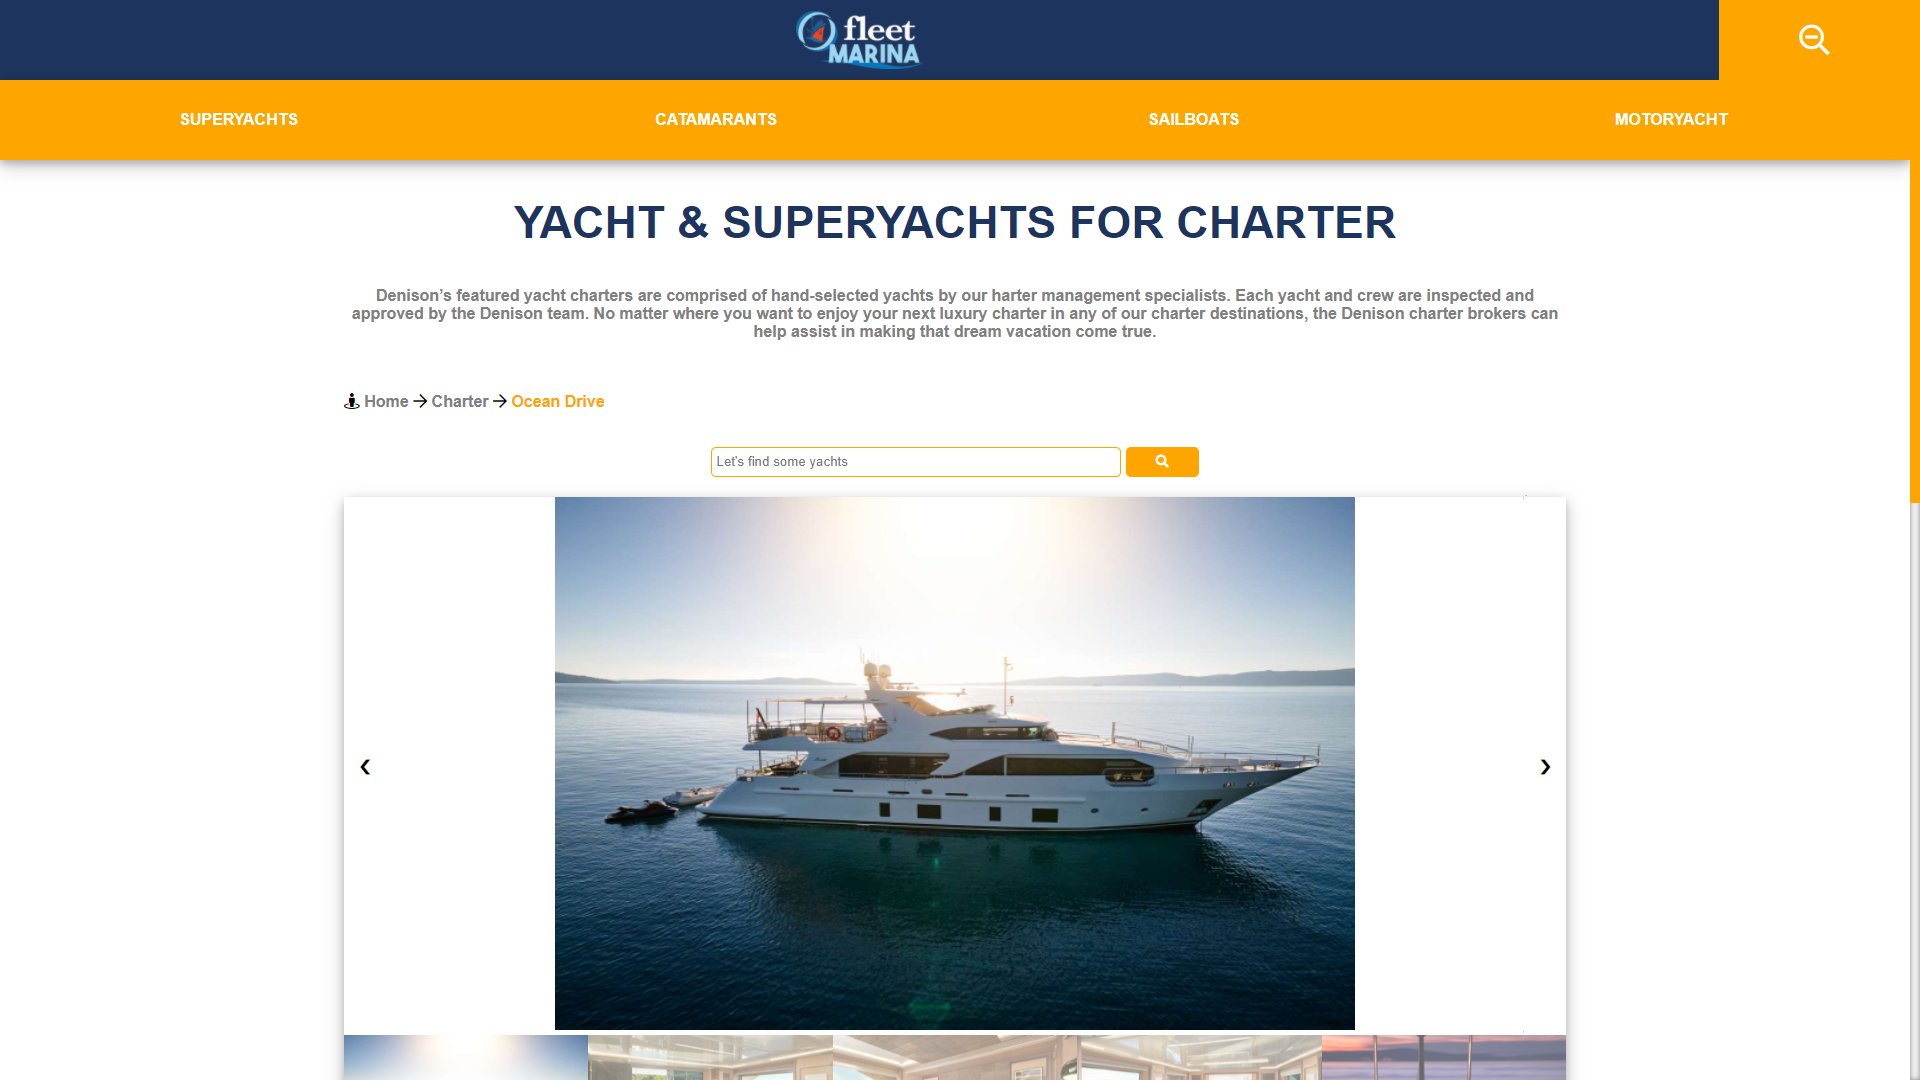 fleet
MARINA
SUPERYACHTS
CATAMARANTS
SAILBOATS
MOTORYACHT
YACHT & SUPERYACHTS FOR CHARTER
Denison’s featured yacht charters are comprised of hand-selected yachts by our harter management specialists. Each yacht and crew are inspected and
approved by the Denison team. No matter where you want to enjoy your next luxury charter in any of our charter destinations, the Denison charter brokers can
help assist in making that dream vacation come true.
Home → Charter → Ocean Drive
Let's find some yachts